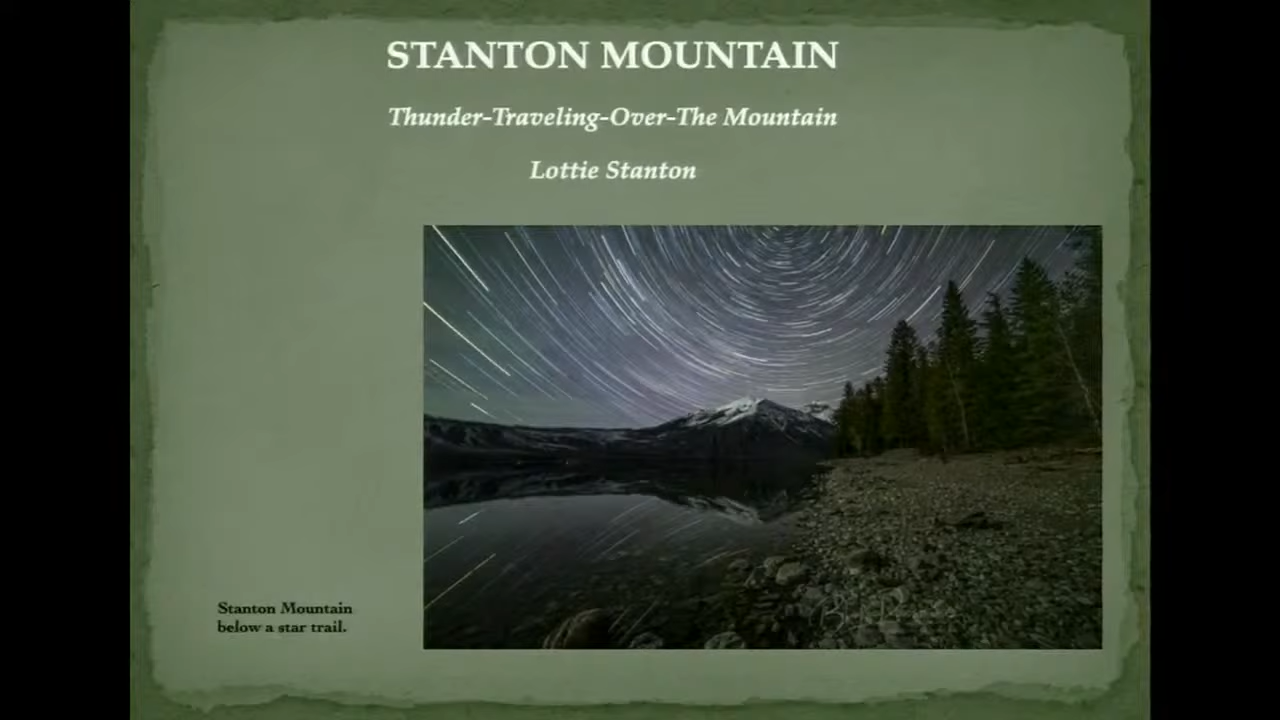 STANTON MOUNTAIN
Thunder-Traveling-Over-The Mountain
Lottie Stanton
Stanton Mountain
below a star trail.